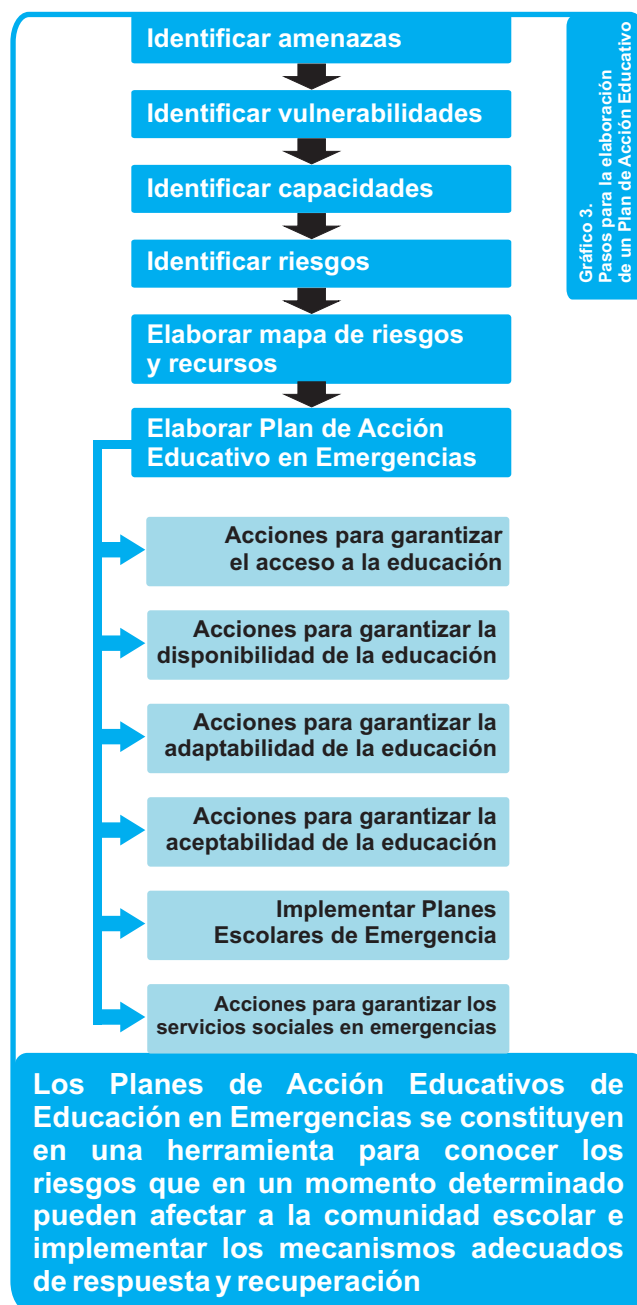 Identificar amenazas
Identificar vulnerabilidades
Identificar capacidades
Identificar riesgos
Elaborar mapa de riesgos
y recursos
Elaborar Plan de Acción
Educativo en Emergencias
Acciones para garantizar
el acceso a la educación
Acciones para garantizar la
disponibilidad de la educación
Acciones para garantizar la
adaptabilidad de la educación
Acciones para garantizar la
aceptabilidad de la educación
Implementar Planes
Escolares de Emergencia
Acciones para garantizar los
servicios sociales en emergencias
Gráfico 3.
Pasos para la elaboración
de un Plan de Acción Educativo
Los Planes de Acción Educativos de
Educación en Emergencias se constituyen
en una herramienta para conocer los
riesgos que en un momento determinado
pueden afectar a la comunidad escolar e
implementar los mecanismos adecuados
de respuesta y recuperación